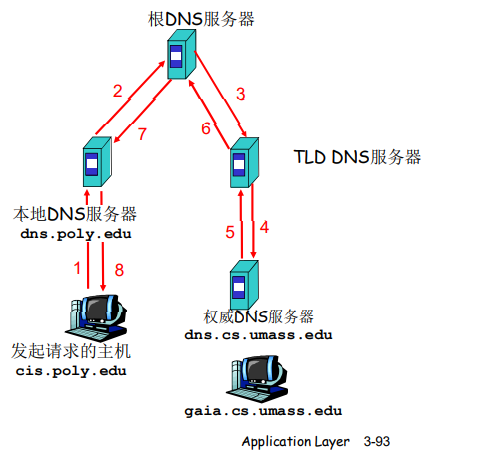 根DNS服务器
2
3
7
6
TLD DNS服务器
本地DNS服务器
dns.poly.edu
1
8
5
4
权威DNS服务器
dns.cs.umass.edu
发起请求的主机
cis.poly.edu
gaia.cs.umass.edu
Application Layer 3-93